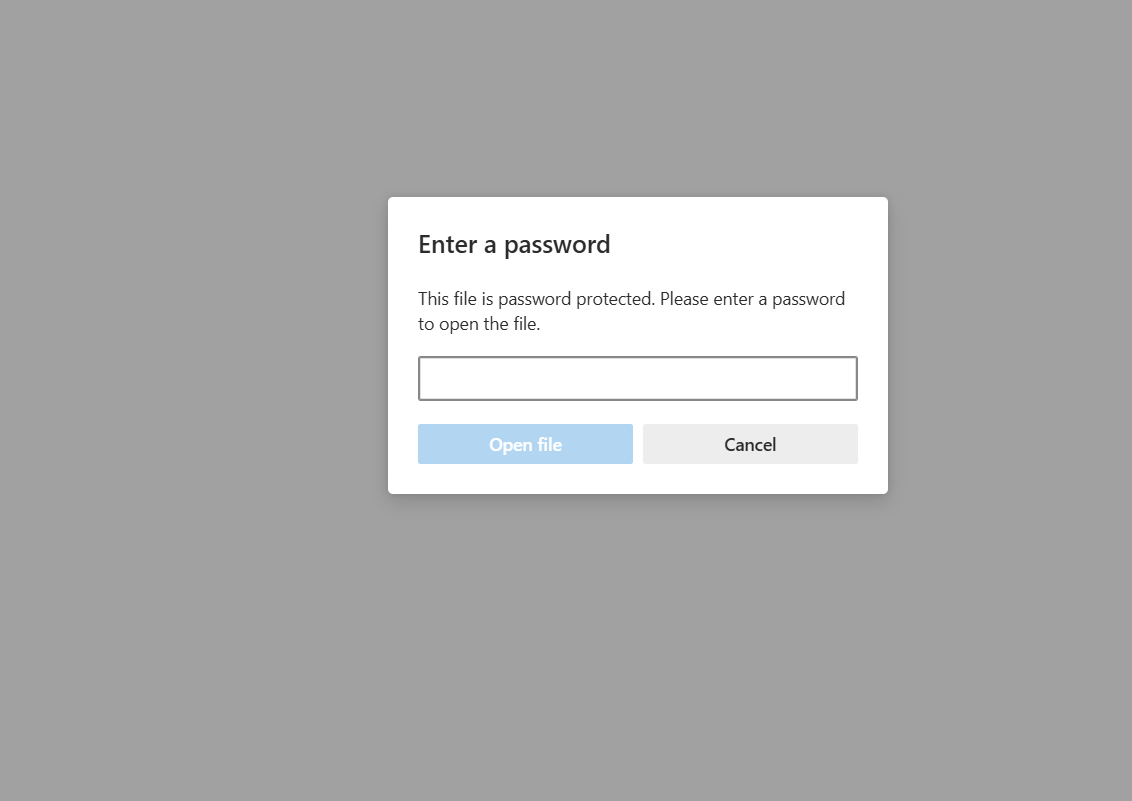 Enter a password
This file is password protected. Please enter a password
to open the file.
Open file
Cancel